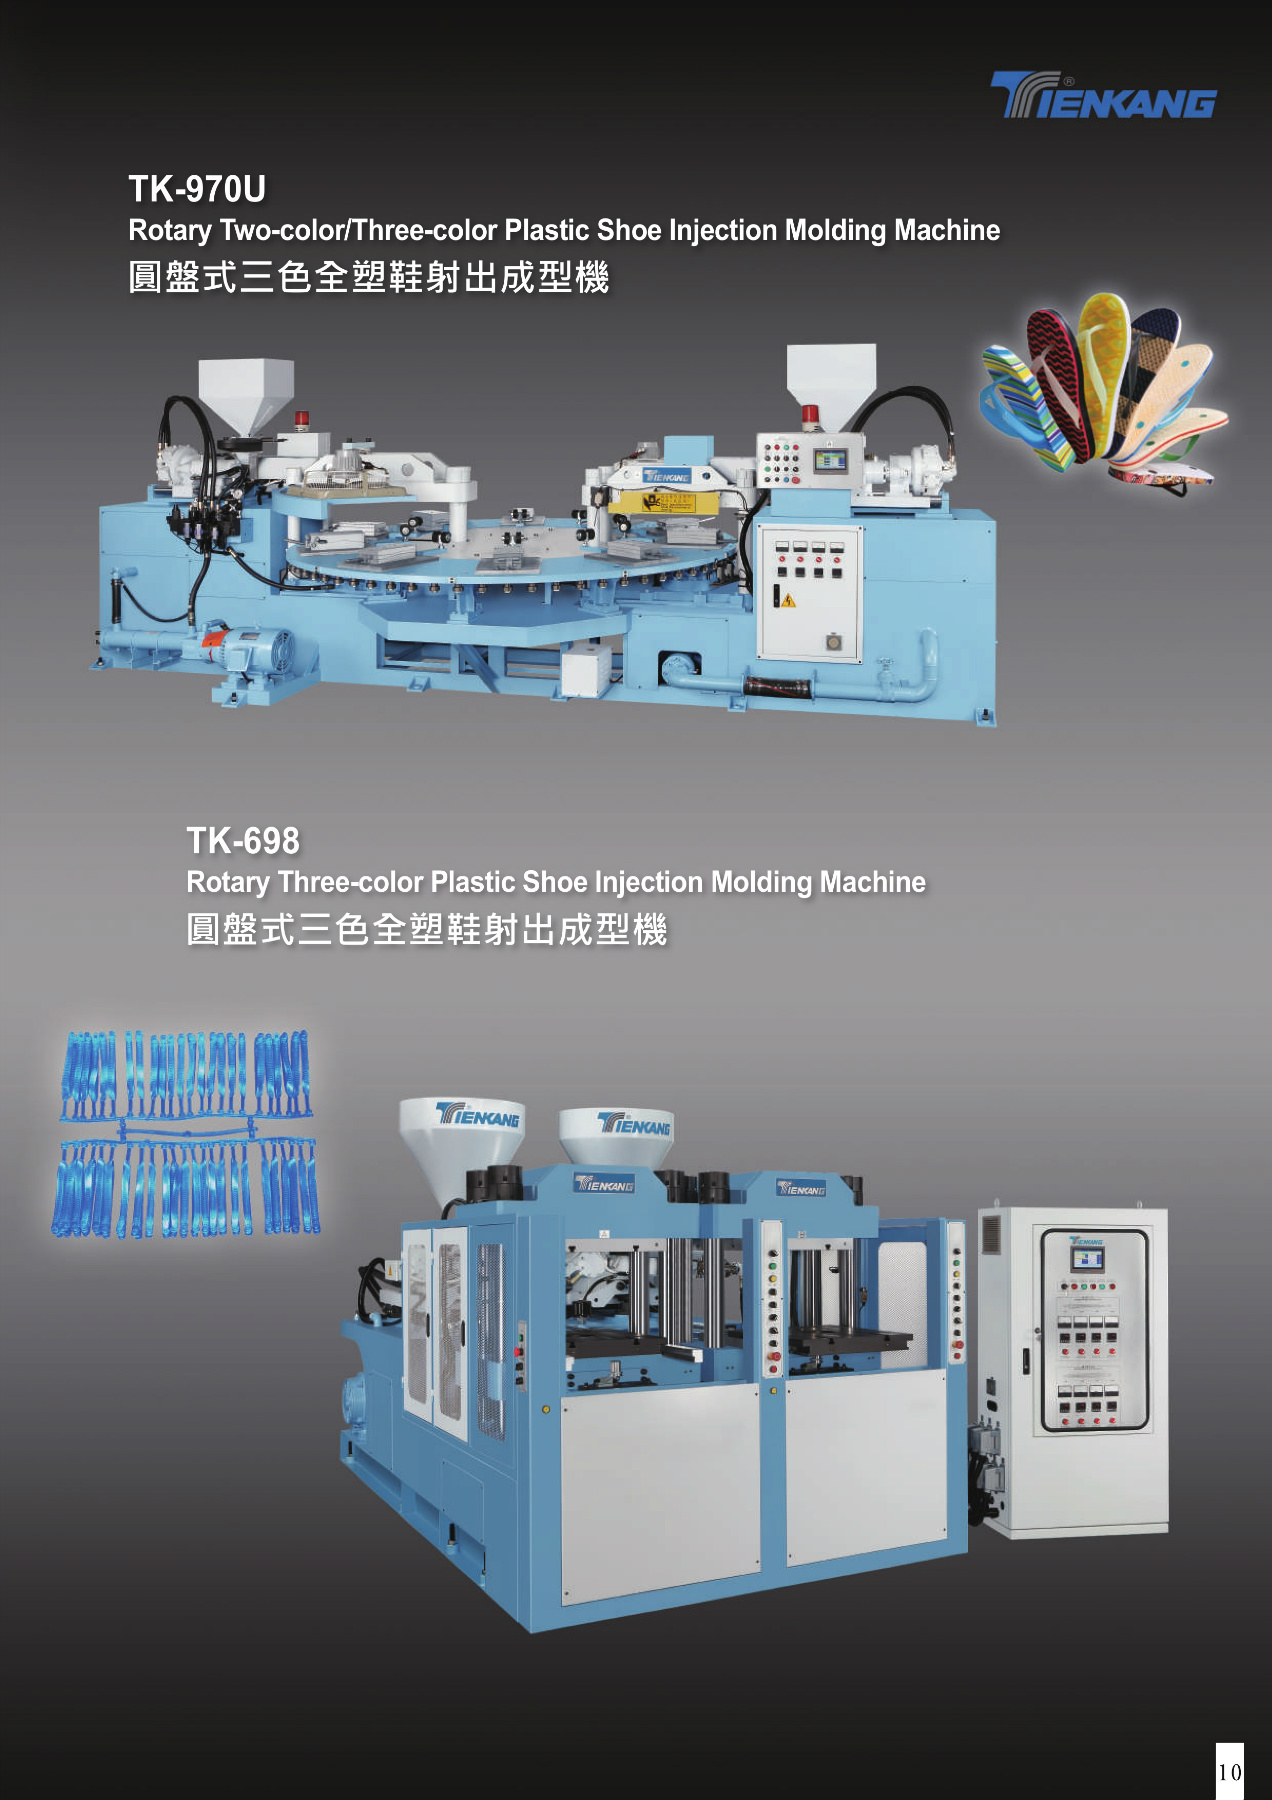 TIENKANG®
TK-970U
Rotary Two-color/Three-color Plastic Shoe Injection Molding Machine
圓盤式三色全塑鞋射出成型機
TIENKANG
TK-698
Rotary Three-color Plastic Shoe Injection Molding Machine
圓盤式三色全塑鞋射出成型機
TIENKANG®
TIENKANG®
TIENKANG
TIENKANG
TIENKANG
10